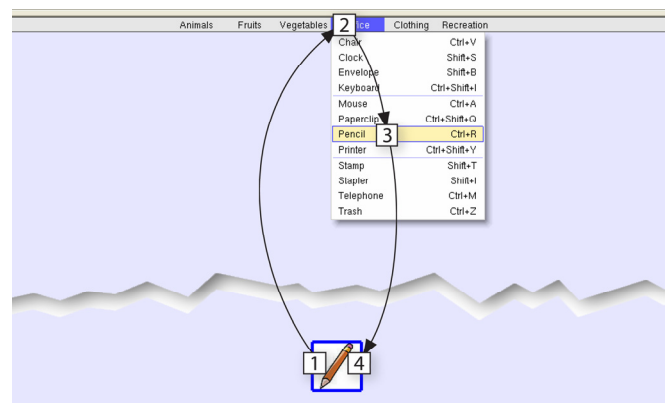 Animals Fruits Vegetables 2 ice Clothing Recreation
Chair Ctrl+V
Clock Shift+S
Envelope Shift+B
Keyboard Ctrl+Shift+I
Mouse Ctrl+A
Paperclip Ctrl+Shift+Q
Pencil 3 Ctrl+R
Printer Ctrl+Shift+Y
Stamp Shift+T
Stapler Shift+I
Telephone Ctrl+M
Trash Ctrl+Z
1 4